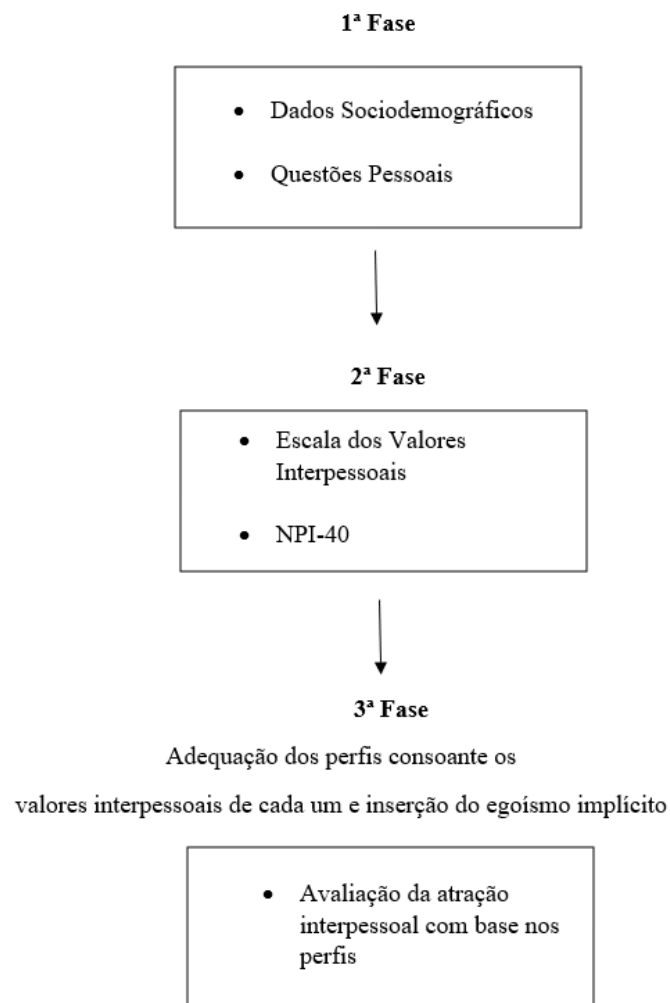 1ª Fase
• Dados Sociodemográficos
• Questões Pessoais
2ª Fase
• Escala dos Valores
Interpessoais
• NPI-40
3ª Fase
Adequação dos perfis consoante os
valores interpessoais de cada um e inserção do egoísmo implícito
• Avaliação da atração
interpessoal com base nos
perfis